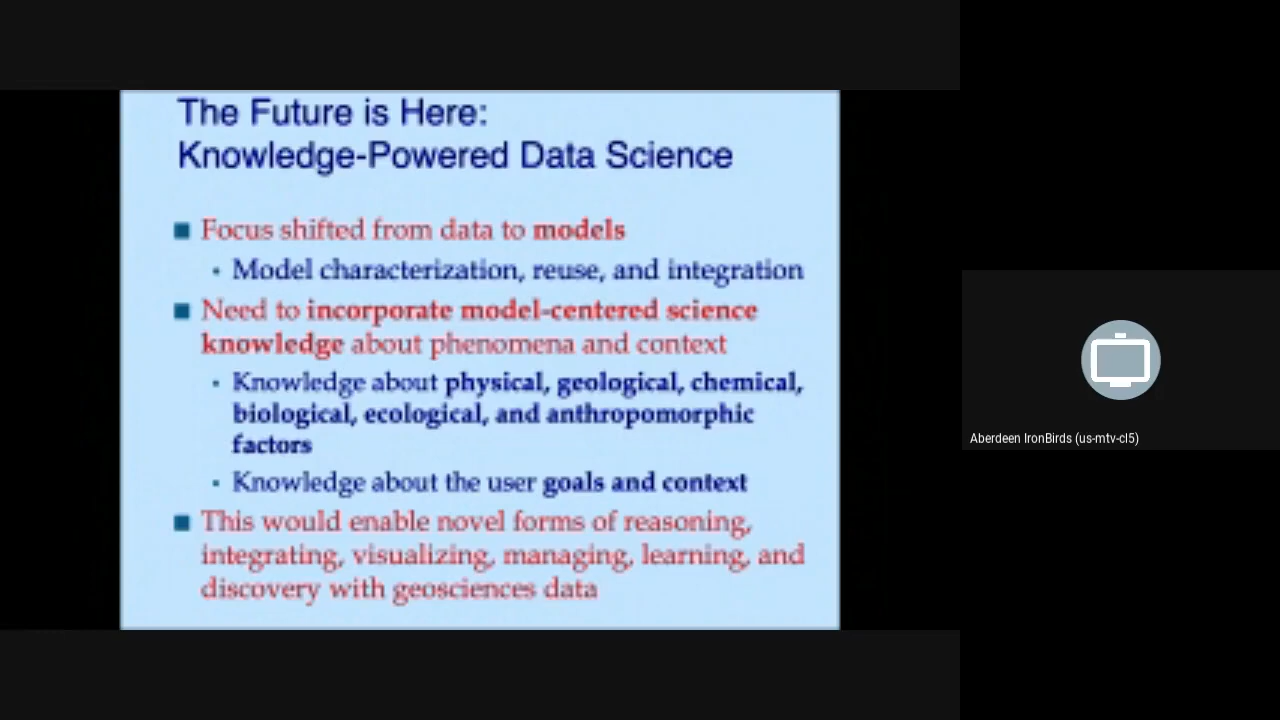 The Future is Here:
Knowledge-Powered Data Science
Focus shifted from data to models
Model characterization, reuse, and integration
Need to incorporate model-centered science
knowledge about phenomena and context
Knowledge about physical, geological, chemical,
biological, ecological, and anthropomorphic
factors
Knowledge about the user goals and context
This would enable novel forms of reasoning,
integrating, visualizing, managing, learning, and
discovery with geosciences data
Aberdeen IronBirds (us-mtv-cl5)